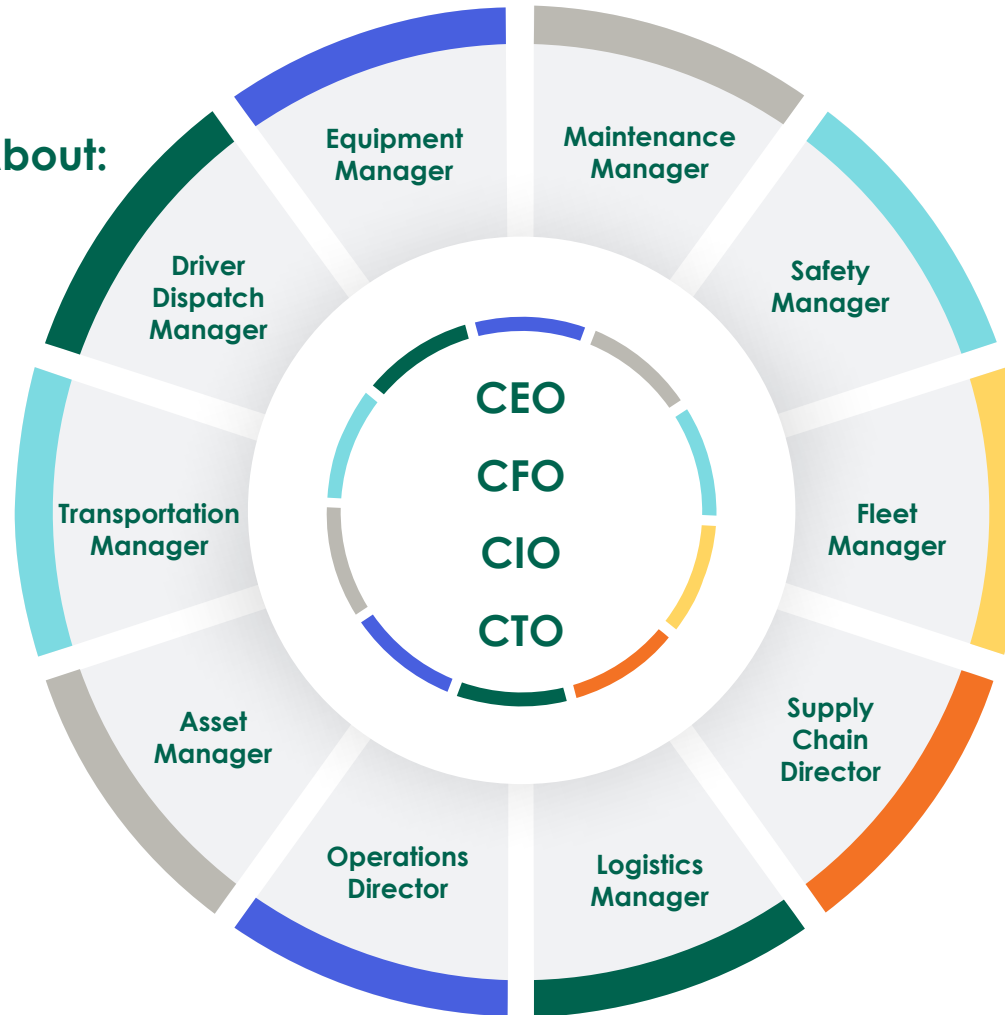 bout:
Equipment
Manager
Maintenance
Manager
Safety
Manager
Fleet
Manager
Supply
Chain
Director
Logistics
Manager
Operations
Director
Asset
Manager
Transportation
Manager
Driver
Dispatch
Manager
CEO
CFO
CIO
CTO